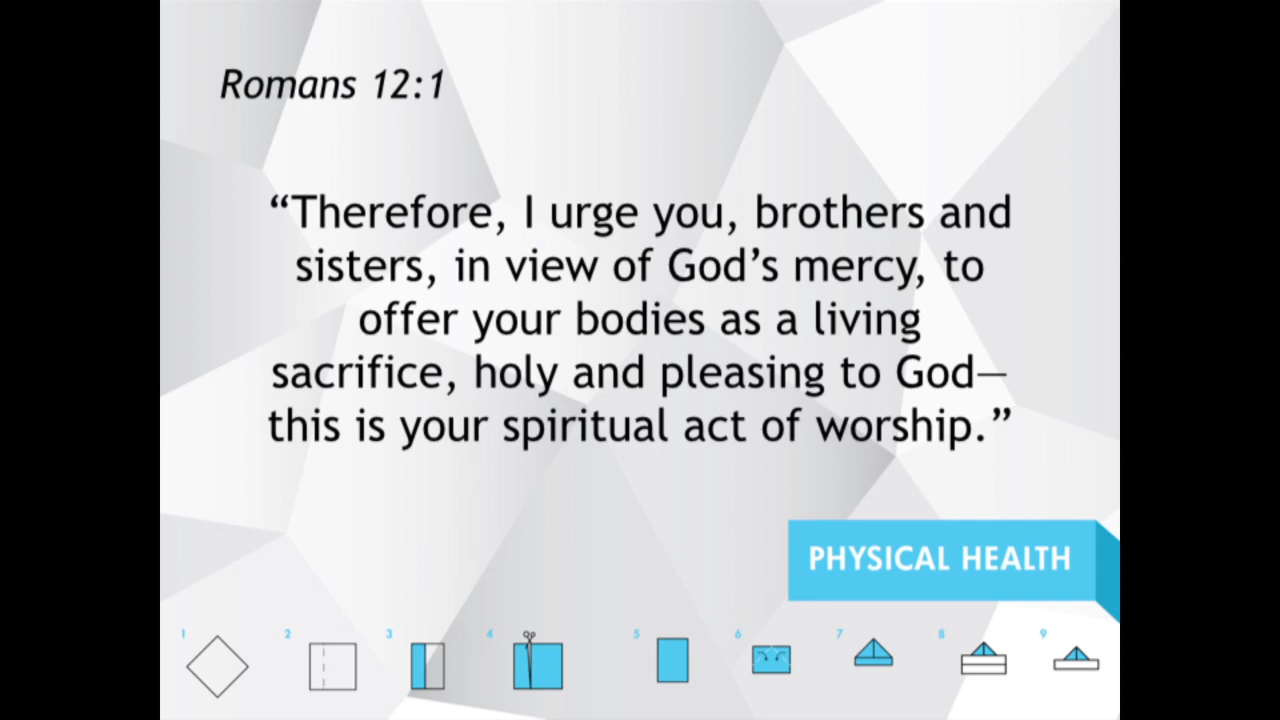 Romans 12:1
“Therefore, I urge you, brothers and
sisters, in view of God’s mercy, to
offer your bodies as a living
sacrifice, holy and pleasing to God—
this is your spiritual act of worship.”
PHYSICAL HEALTH
1 2 3 4 5 6 7 8 9